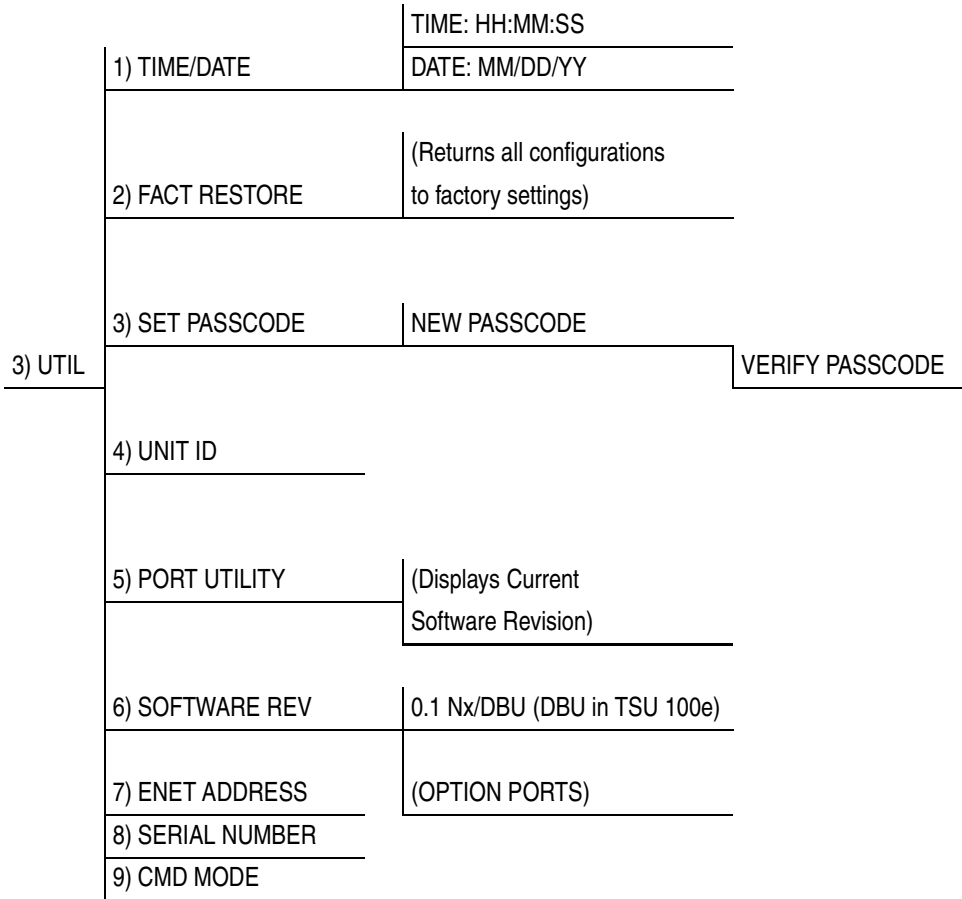 TIME: HH:MM:SS
1) TIME/DATE
DATE: MM/DD/YY
(Returns all configurations
2) FACT RESTORE
to factory settings)
3) SET PASSCODE
NEW PASSCODE
3) UTIL
VERIFY PASSCODE
4) UNIT ID
5) PORT UTILITY
(Displays Current
Software Revision)
6) SOFTWARE REV
0.1 Nx/DBU (DBU in TSU 100e)
7) ENET ADDRESS
(OPTION PORTS)
8) SERIAL NUMBER
9) CMD MODE